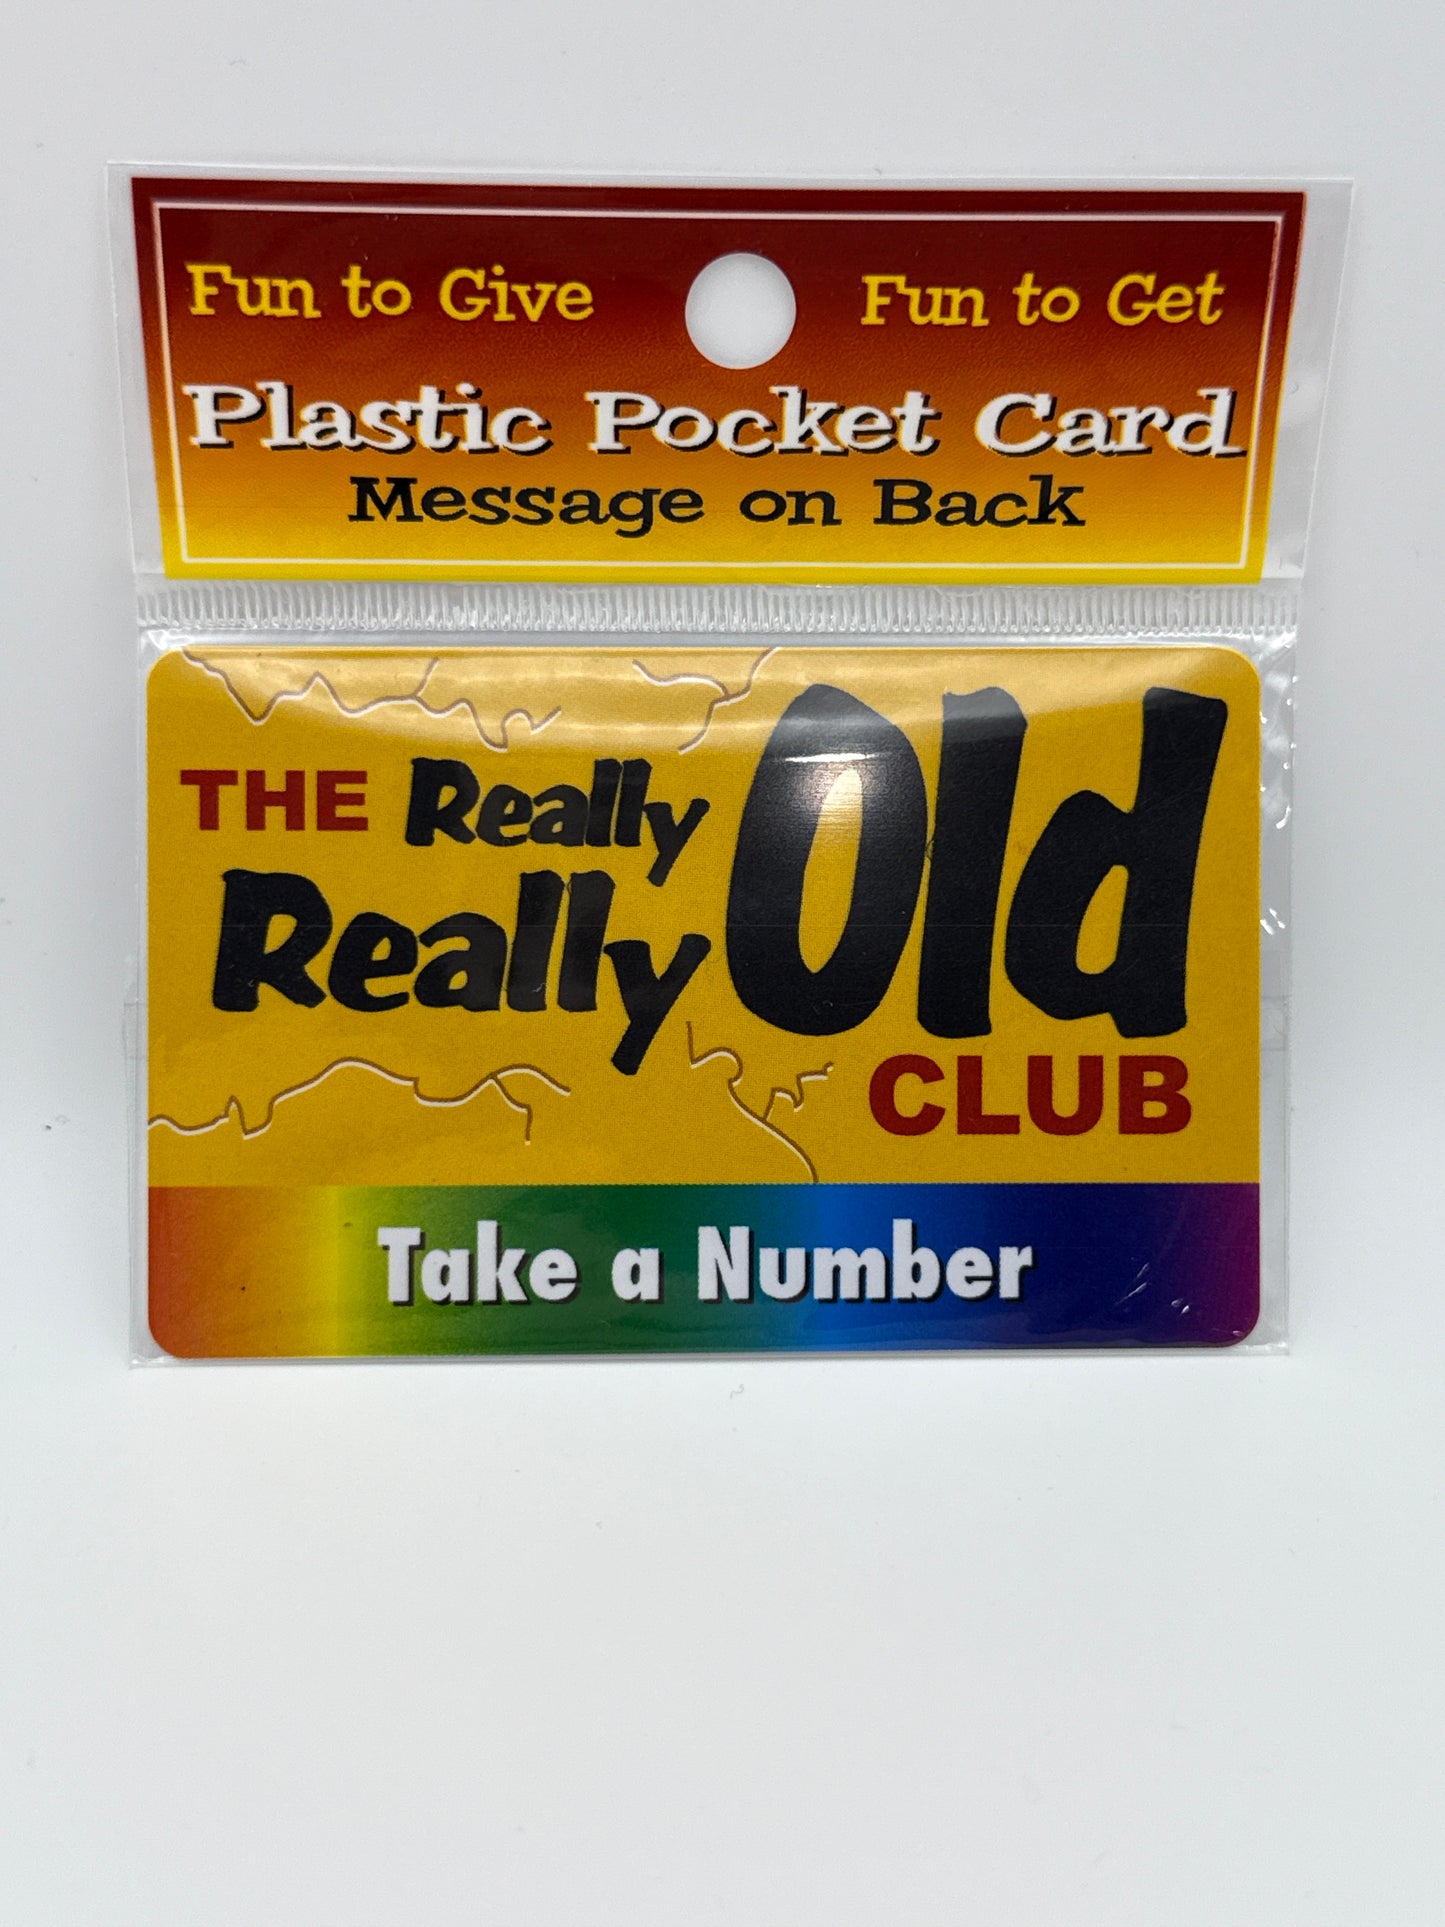 Fun to Give Fun to Get
Plastic Pocket Card
Message on Back
THE Really
Really Old
CLUB
Take a Number